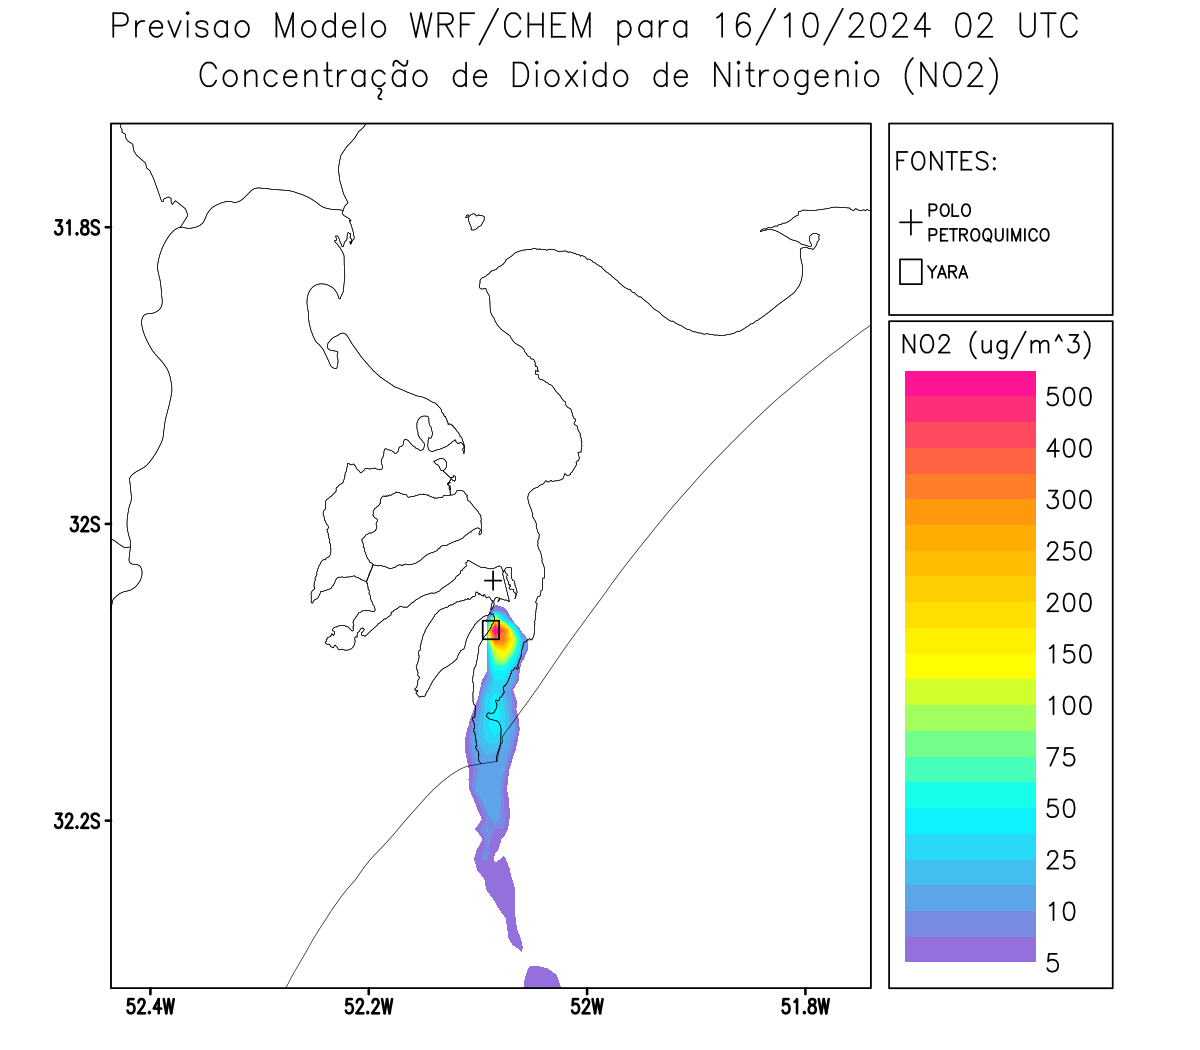 Previsao Modelo WRF/CHEM para 16/10/2024 02 UTC
Concentração de Dioxido de Nitrogenio (NO2)
FONTES:
POLO
PETROQUIMICO
YARA
NO2 (ug/m^3)
500
400
300
250
200
150
100
75
50
25
10
5
31.8S
32S
32.2S
52.4W
52.2W
52W
51.8W